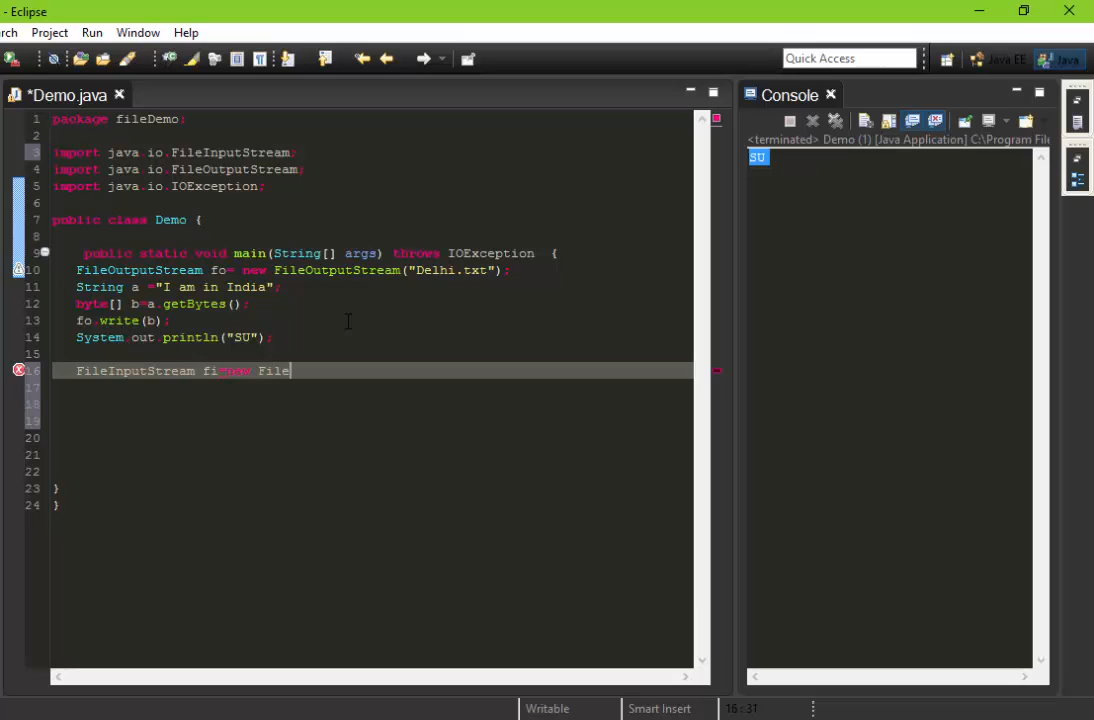 - Eclipse
rch Project Run Window Help
Quick Access
Java EE
Java
*Demo.java
1 package fileDemo;
2
3 import java.io.FileInputStream;
4 import java.io.FileOutputStream;
5 import java.io.IOException;
6
7 public class Demo {
8
9 public static void main(String[] args) throws IOException {
10 FileOutputStream fo= new FileOutputStream("Delhi.txt");
11 String a ="I am in India";
12 byte[] b=a.getBytes();
13 fo.write(b);
14 System.out.println("SU");
15
16 FileInputStream fi=new File
17
18
19
20
21
22
23 }
24 }
Console
<terminated> Demo (1) [Java Application] C:\Program File
SU
Writable
Smart Insert
16 : 31